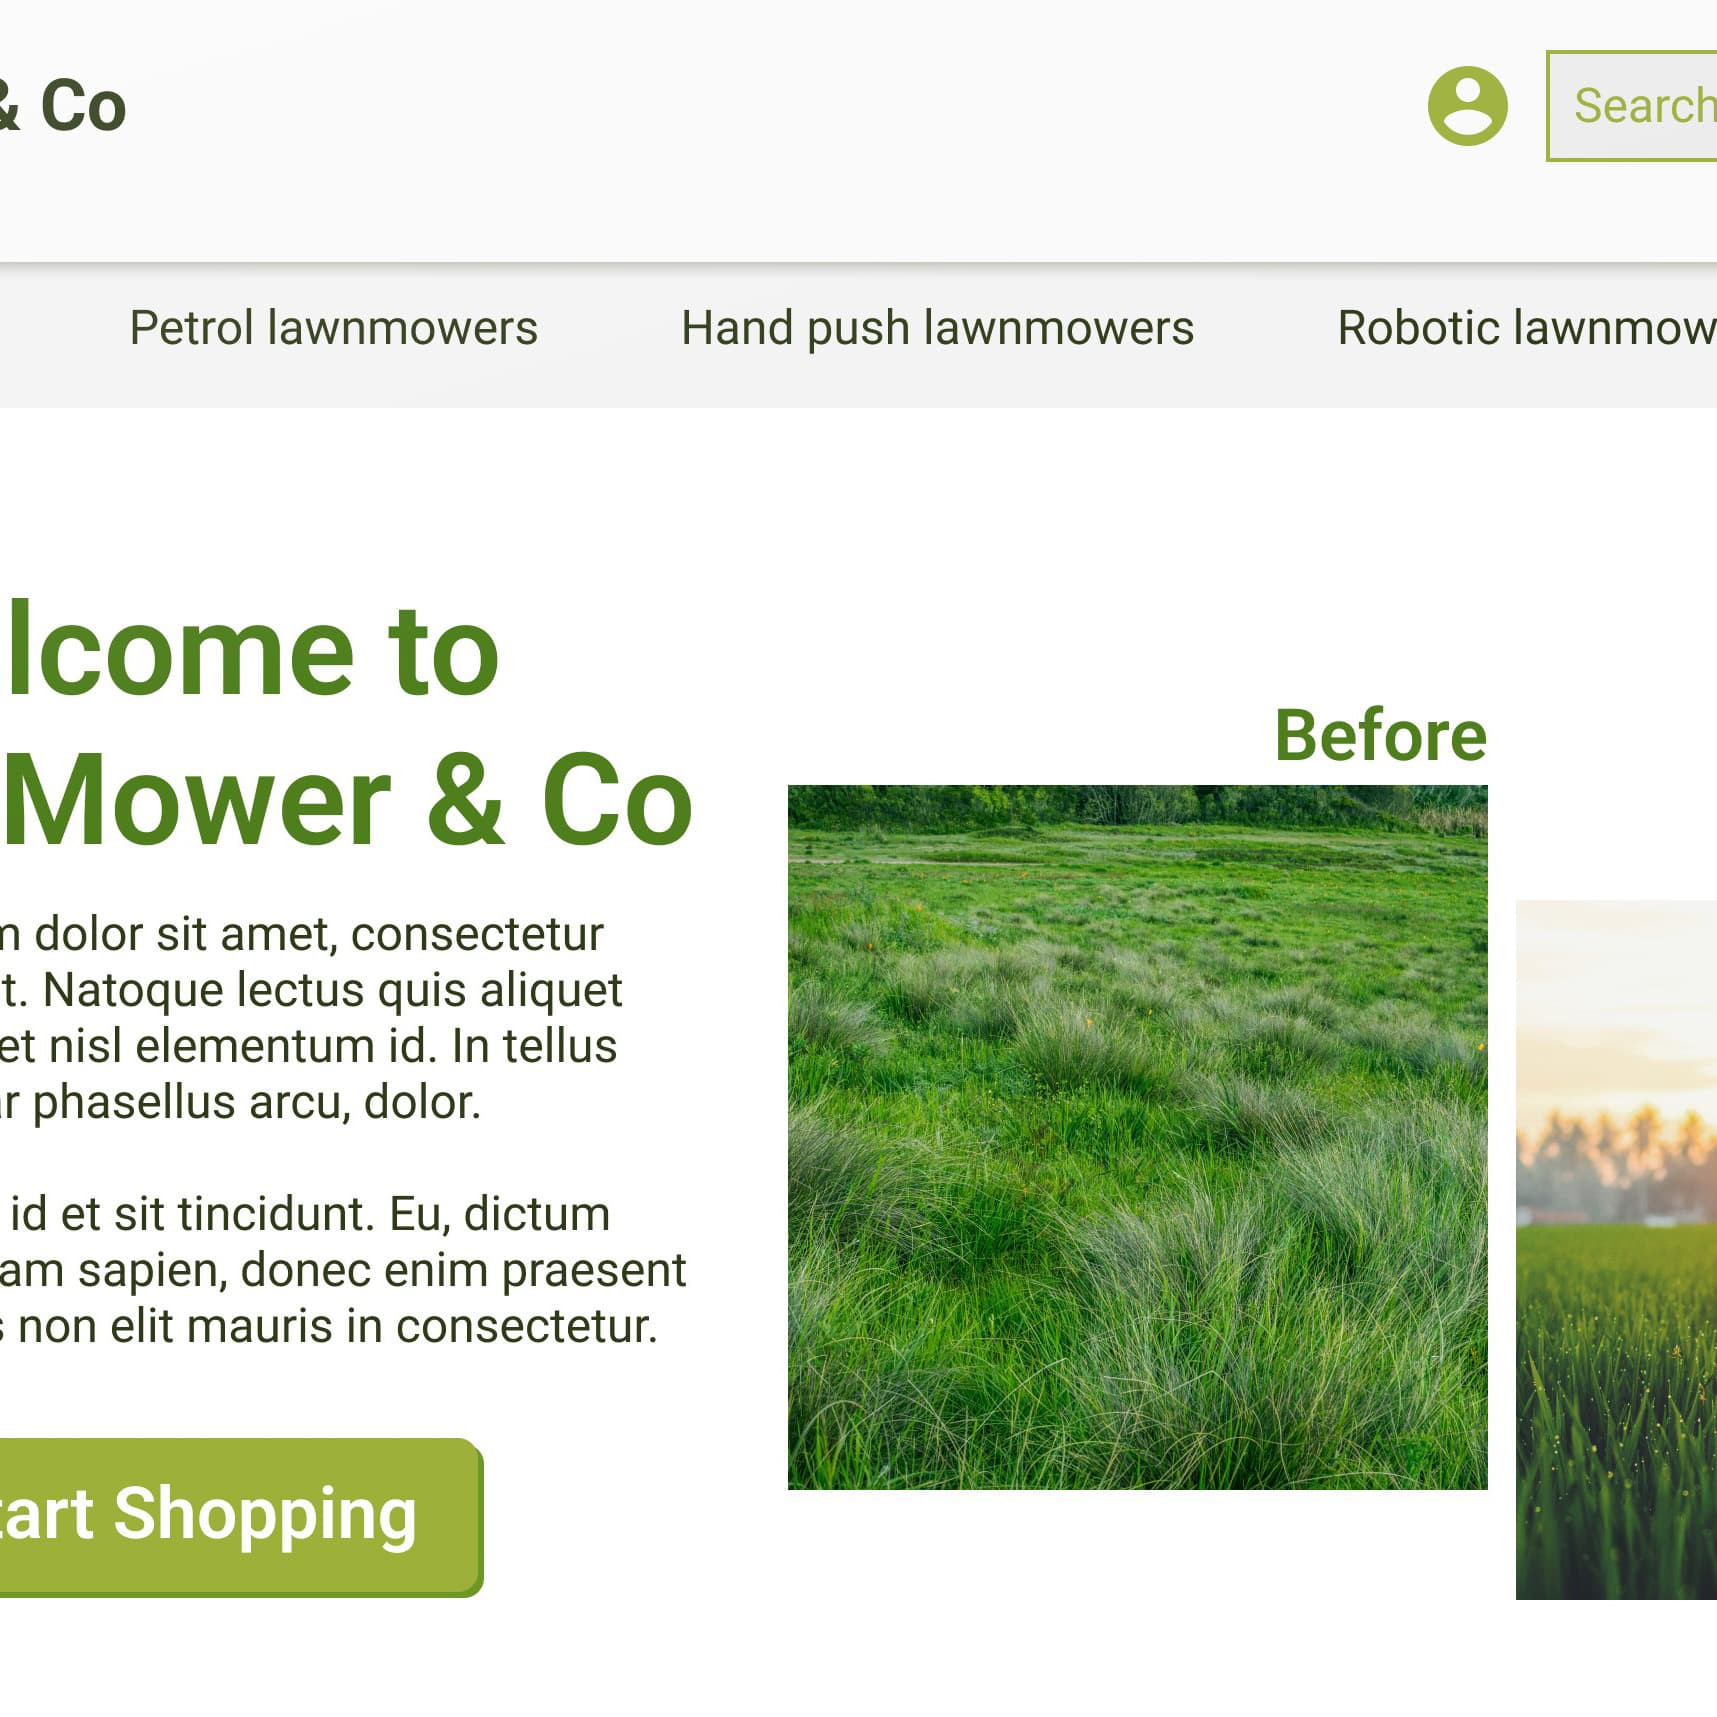 & Co
Search
Petrol lawnmowers Hand push lawnmowers Robotic lawnmow
lcome to
Mower & Co
Before
m dolor sit amet, consectetur
t. Natoque lectus quis aliquet
et nisl elementum id. In tellus
ar phasellus arcu, dolor.
id et sit tincidunt. Eu, dictum
am sapien, donec enim praesent
s non elit mauris in consectetur.
tart Shopping